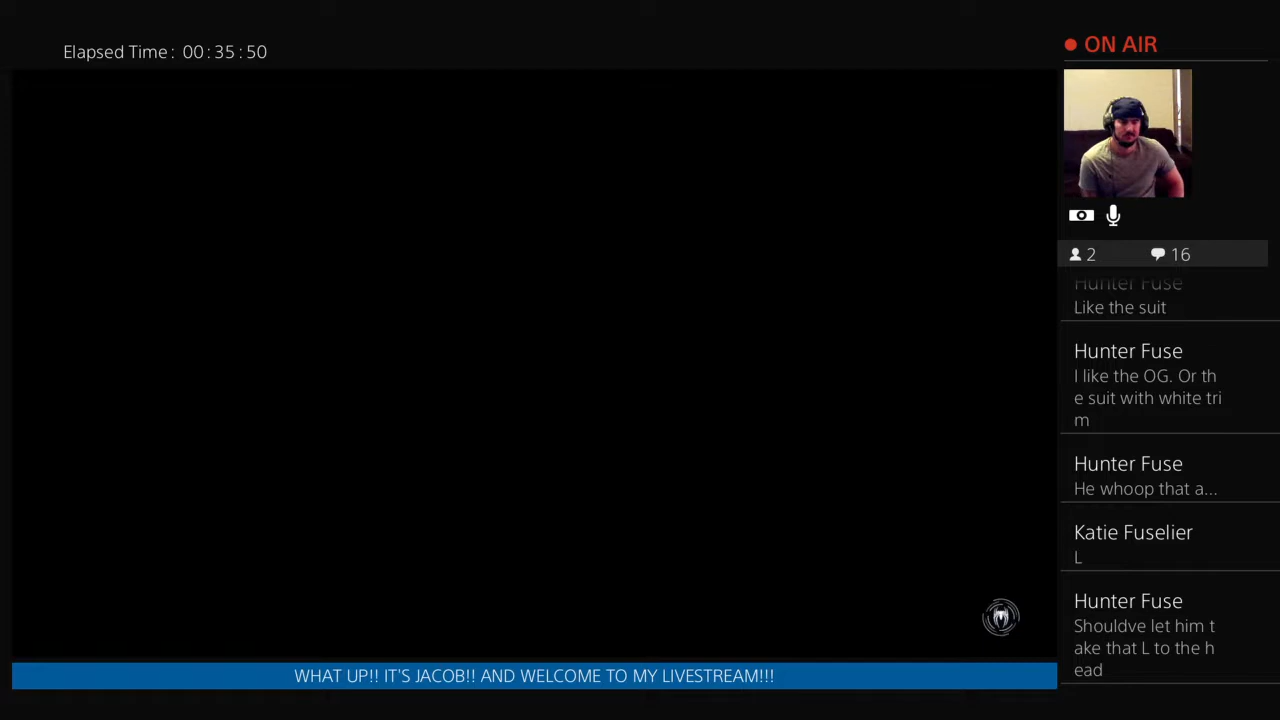 Elapsed Time: 00:35:50
ON AIR
2 16
Hunter Fuse
Like the suit
Hunter Fuse
I like the OG. Or th
e suit with white tri
m
Hunter Fuse
He whoop that a...
Katie Fuselier
L
Hunter Fuse
Shouldve let him t
ake that L to the h
ead
WHAT UP!! IT'S JACOB!! AND WELCOME TO MY LIVESTREAM!!!